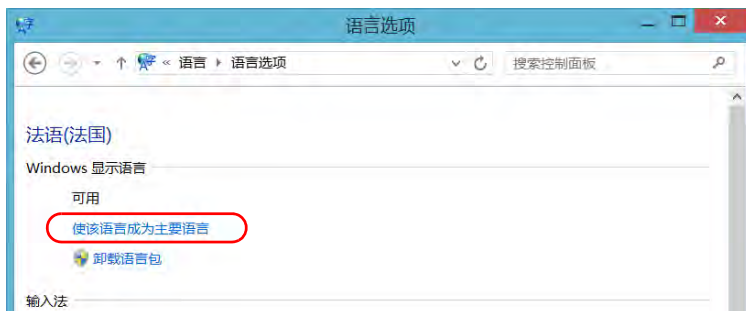 语言选项
« 语言 ▸ 语言选项
搜索控制面板
法语(法国)
Windows 显示语言
可用
使该语言成为主要语言
卸载语言包
输入法